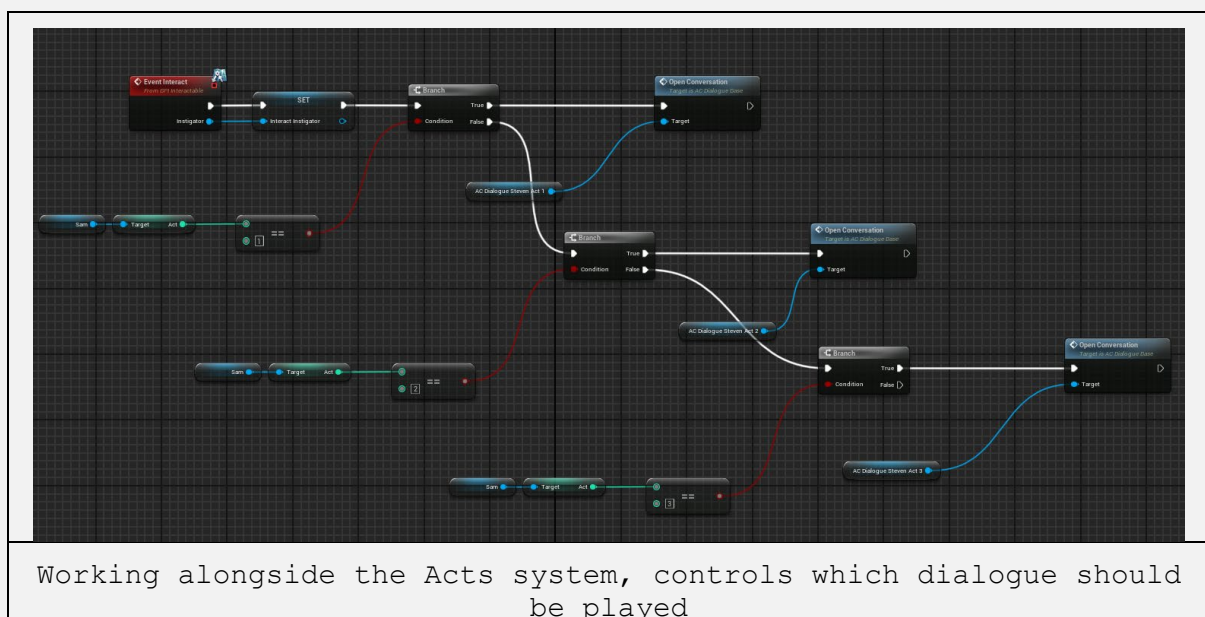 Event Interact
From GFI Interactable
Instigator
SET
Interact Instigator
Branch
True
Condition
False
Open Conversation
Target is AC Dialogue Base
Target
AC Dialogue Steven Act 1
Sam
Target
Act
1
==
Branch
True
Condition
False
Open Conversation
Target is AC Dialogue Base
Target
AC Dialogue Steven Act 2
Sam
Target
Act
2
==
Branch
True
Condition
False
Open Conversation
Target is AC Dialogue Base
Target
AC Dialogue Steven Act 3
Sam
Target
Act
3
==
Working alongside the Acts system, controls which dialogue should
be played